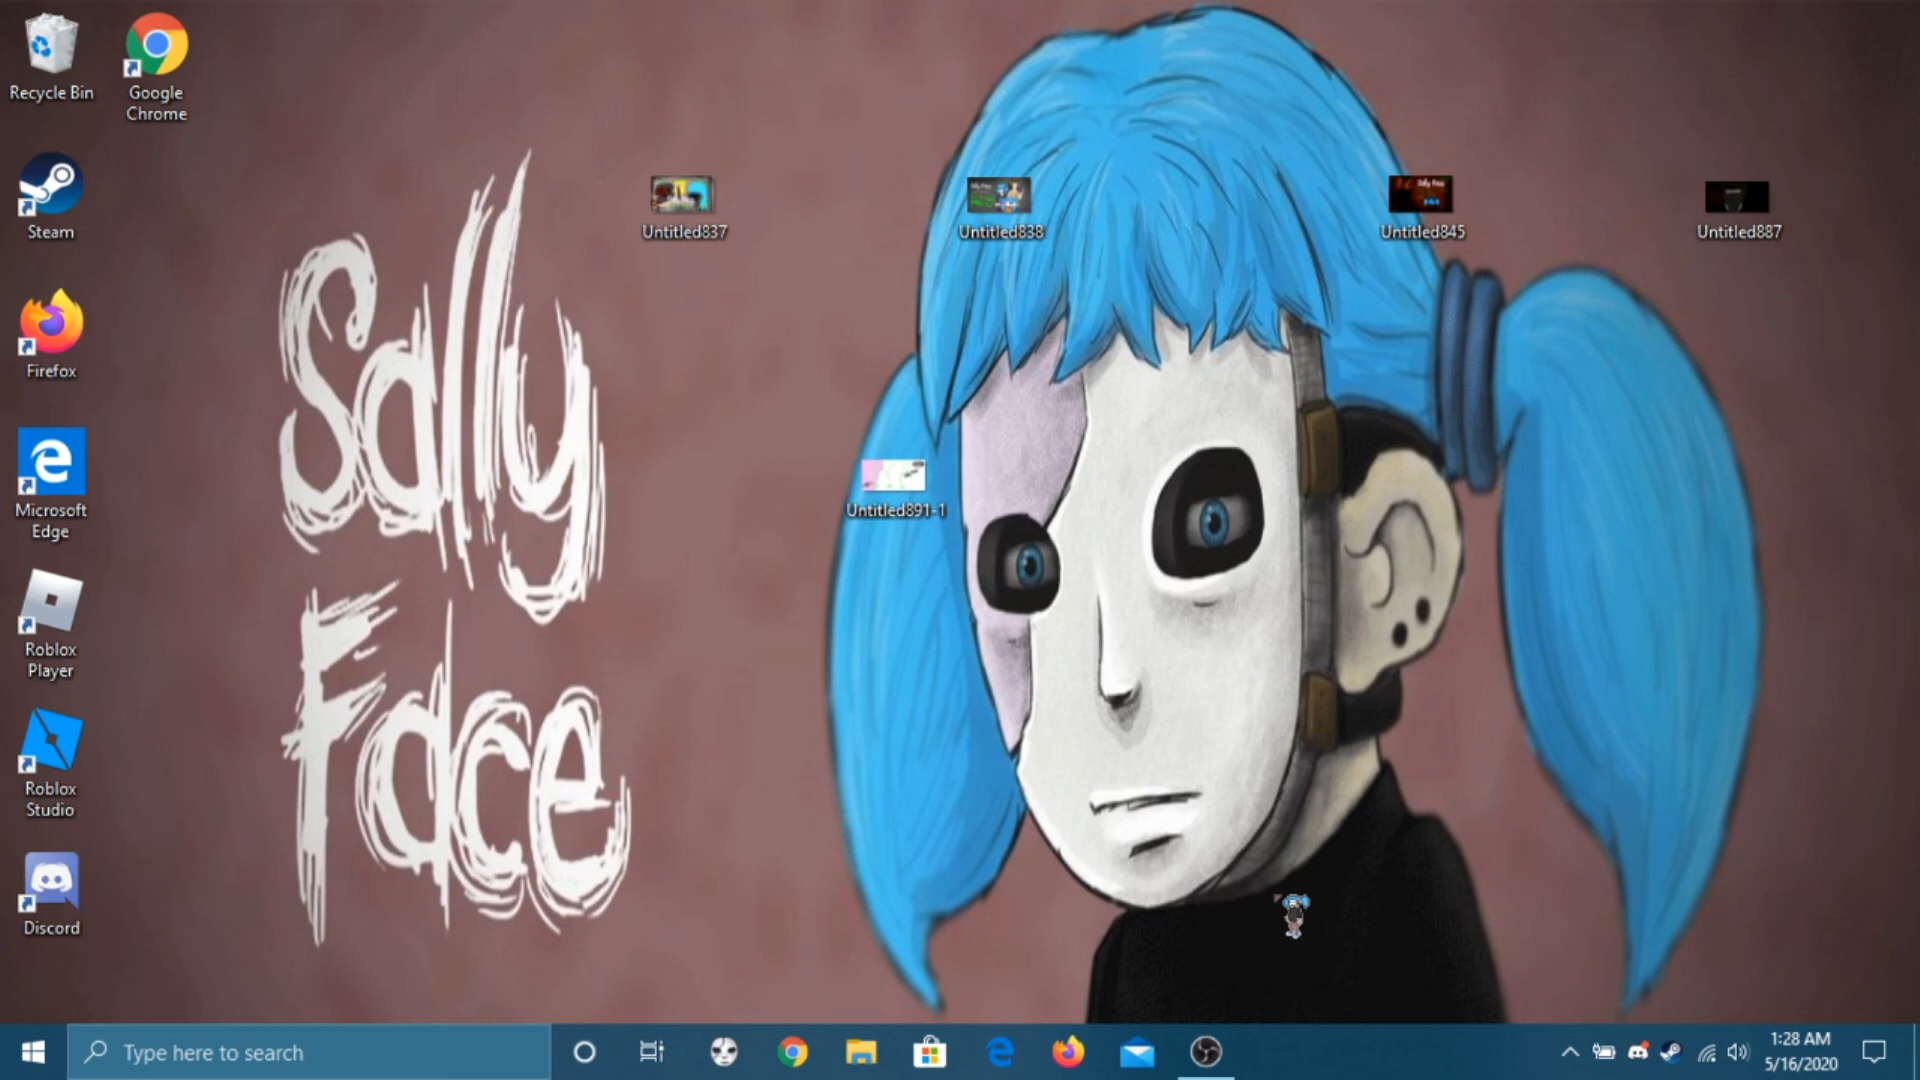 Recycle Bin
Google
Chrome
Steam
Firefox
Microsoft
Edge
Roblox
Player
Roblox
Studio
Discord
Untitled837
Untitled838
Untitled845
Untitled887
Untitled891-1
Sally
Face
Type here to search
1:28 AM
5/16/2020